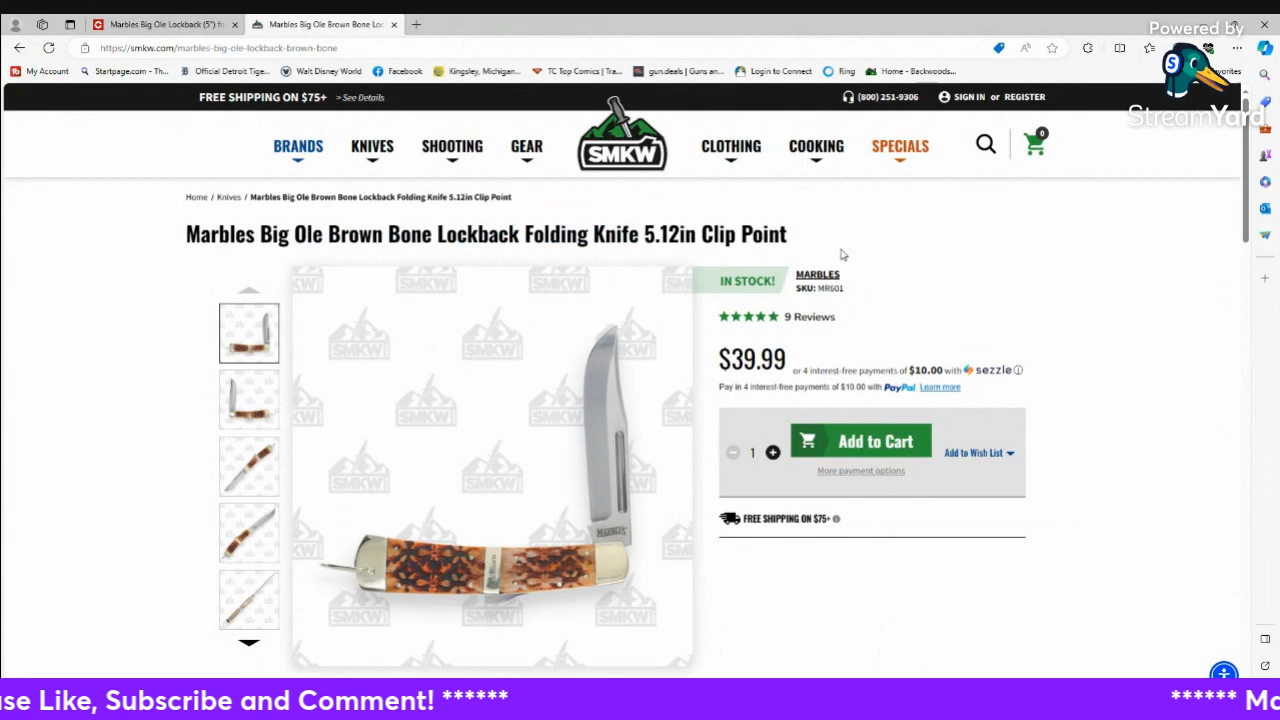 Powered by
StreamYard
Marbles Big Ole Lockback (5") fo
Marbles Big Ole Brown Bone Loc
https://smkw.com/marbles-big-ole-lockback-brown-bone
My Account
Startpage.com - Th...
Official Detroit Tige...
Walt Disney World
Facebook
Kingsley, Michigan...
TC Top Comics | Tra...
gun.deals | Guns an...
Login to Connect
Ring
Home - Backwoods...
avorites
FREE SHIPPING ON $75+ > See Details
(800) 251-9306
SIGN IN or REGISTER
BRANDS KNIVES SHOOTING GEAR SMKW CLOTHING COOKING SPECIALS
0
Home / Knives / Marbles Big Ole Brown Bone Lockback Folding Knife 5.12in Clip Point
Marbles Big Ole Brown Bone Lockback Folding Knife 5.12in Clip Point
IN STOCK!
MARBLES
SKU: MR601
9 Reviews
$39.99 or 4 interest-free payments of $10.00 with sezzle
Pay in 4 interest-free payments of $10.00 with PayPal Learn more
1 Add to Cart
Add to Wish List
More payment options
FREE SHIPPING ON $75+
SMKW
MARBLES
se Like, Subscribe and Comment! ****** ****** Ma